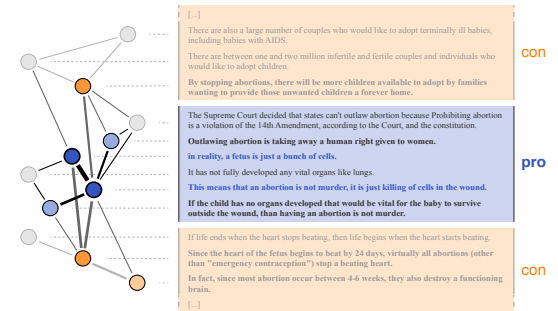 [...]
There are also a large number of couples who would like to adopt terminally ill babies,
including babies with AIDS.
There are between one and two million infertile and fertile couples and individuals who
would like to adopt children.
con
By stopping abortions, there will be more children available to adopt by families
wanting to provide those unwanted children a forever home.
The Supreme Court decided that states can't outlaw abortion because Prohibiting abortion
is a violation of the 14th Amendment, according to the Court, and the constitution.
Outlawing abortion is taking away a human right given to women.
in reality, a fetus is just a bunch of cells.
pro
It has not fully developed any vital organs like lungs.
This means that an abortion is not murder, it is just killing of cells in the wound.
If the child has no organs developed that would be vital for the baby to survive
outside the wound, than having an abortion is not murder.
If life ends when the heart stops beating, then life begins when the heart starts beating.
Since the heart of the fetus begins to beat by 24 days, virtually all abortions (other
than "emergency contraception") stop a beating heart.
con
In fact, since most abortion occur between 4-6 weeks, they also destroy a functioning
brain.
[...]